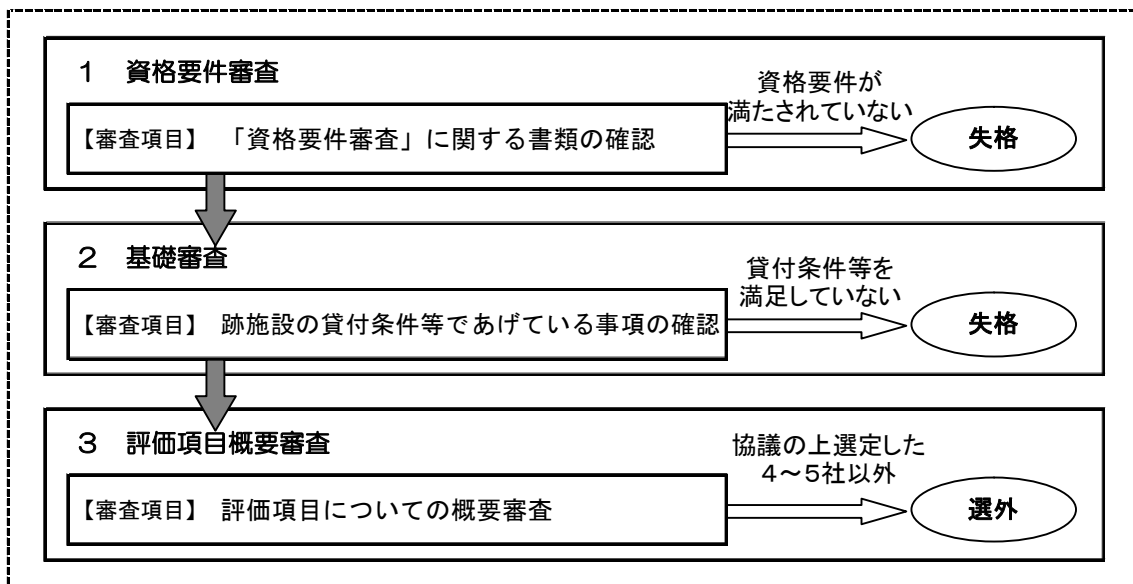 １　資格要件審査
資格要件が
満たされていない
【審査項目】　「資格要件審査」に関する書類の確認
失格
２　基礎審査
貸付条件等を
満足していない
【審査項目】　跡施設の貸付条件等であげている事項の確認
失格
３　評価項目概要審査
協議の上選定した
４～５社以外
【審査項目】　評価項目についての概要審査
選外